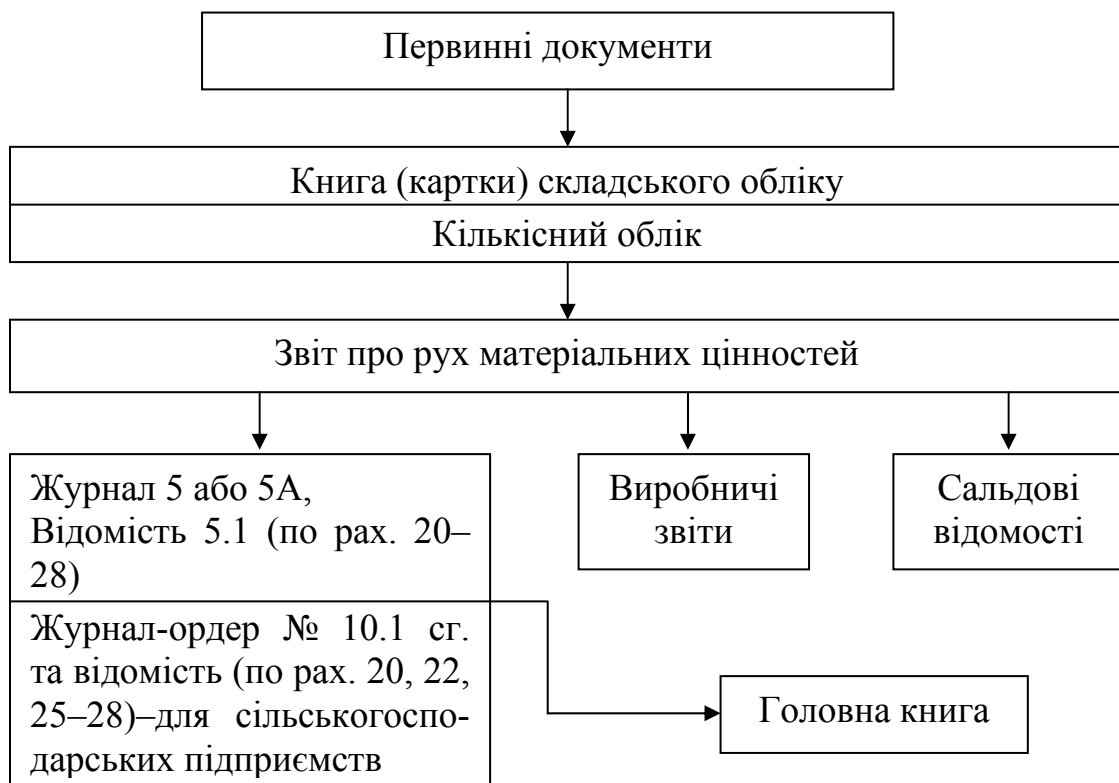 Первинні документи
Книга (картки) складського обліку
Кількісний облік
Звіт про рух матеріальних цінностей
Журнал 5 або 5А,
Відомість 5.1 (по рах. 20–
28)
Журнал-ордер № 10.1 сг.
та відомість (по рах. 20, 22,
25–28)–для сільськогоспо-
дарських підприємств
Виробничі
звіти
Сальдові
відомості
Головна книга